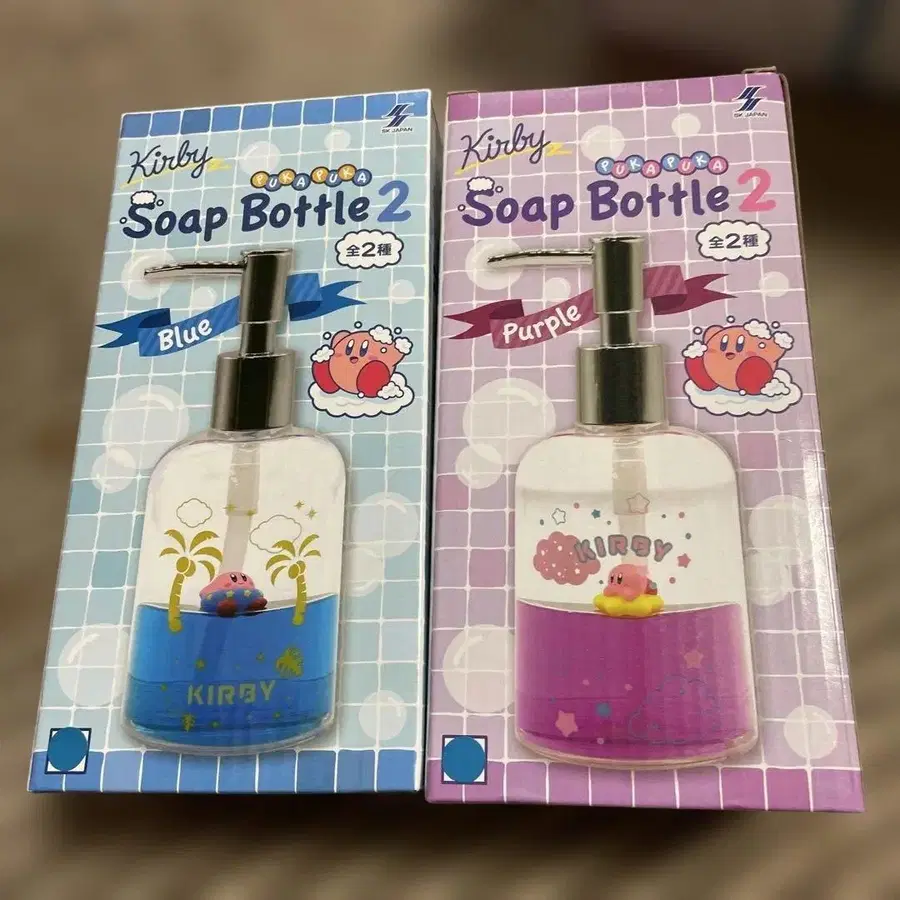 SK JAPAN
Kirby
PUKAPUKA
Soap Bottle 2
全2種
Blue
KIRBY
SK JAPAN
Kirby
PUKAPUKA
Soap Bottle 2
全2種
Purple
KIRBY